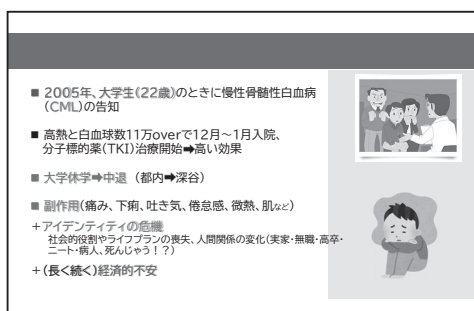 ■ 2005年、大学生(22歳)のときに慢性骨髄性白血病
(CML)の告知
■ 高熱と白血球数11万overで12月～1月入院、
分子標的薬(TKI)治療開始➡高い効果
■ 大学休学➡中退 (都内➡深谷)
■ 副作用(痛み、下痢、吐き気、倦怠感、微熱、肌など)
＋アイデンティティの危機
社会的役割やライフプランの喪失、人間関係の変化(実家・無職・高卒・
ニート・病人、死んじゃう！？)
＋(長く続く)経済的不安